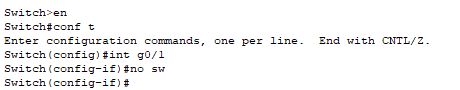 Switch>en
Switch#conf t
Enter configuration commands, one per line.  End with CNTL/Z.
Switch(config)#int g0/1
Switch(config-if)#no sw
Switch(config-if)#